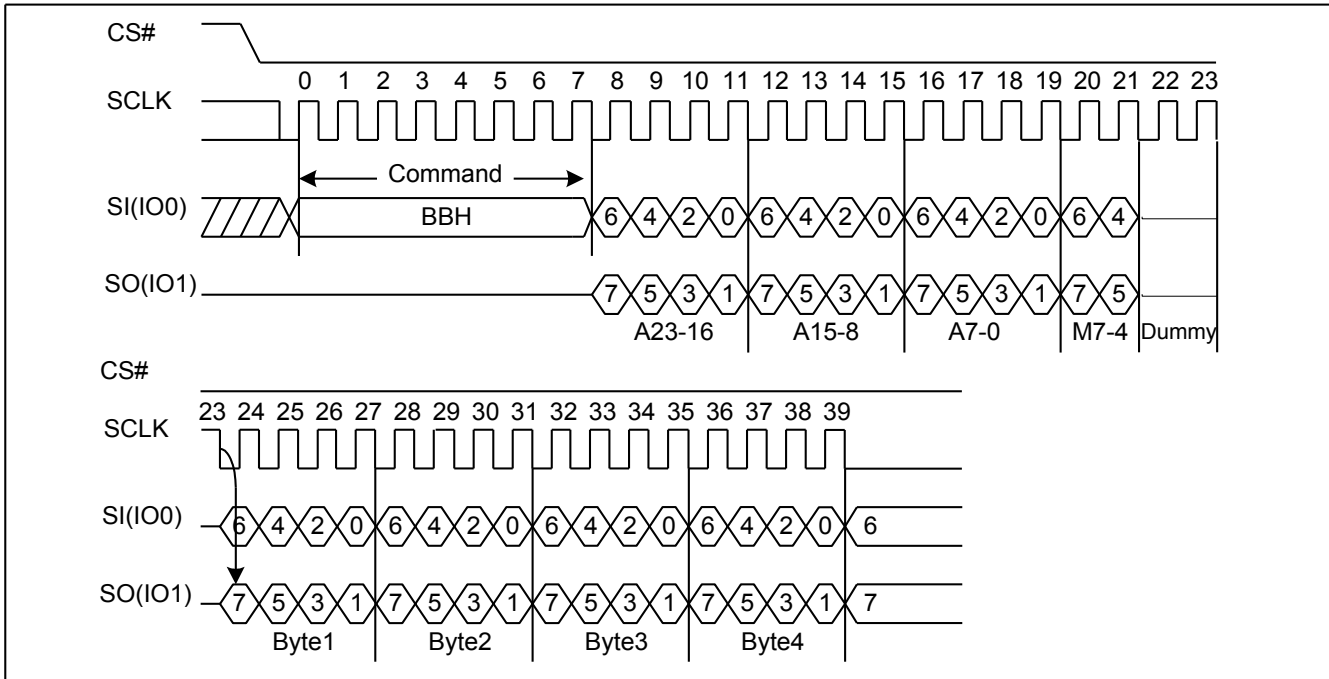 CS#
0 1 2 3 4 5 6 7 8 9 10 11 12 13 14 15 16 17 18 19 20 21 22 23
SCLK
Command
SI(IO0) BBH 6 4 2 0 6 4 2 0 6 4 2 0 6 4
SO(IO1) 7 5 3 1 7 5 3 1 7 5 3 1 7 5
A23-16 A15-8 A7-0 M7-4 Dummy
CS#
23 24 25 26 27 28 29 30 31 32 33 34 35 36 37 38 39
SCLK
SI(IO0) 6 4 2 0 6 4 2 0 6 4 2 0 6 4 2 0 6
SO(IO1) 7 5 3 1 7 5 3 1 7 5 3 1 7 5 3 1 7
Byte1 Byte2 Byte3 Byte4